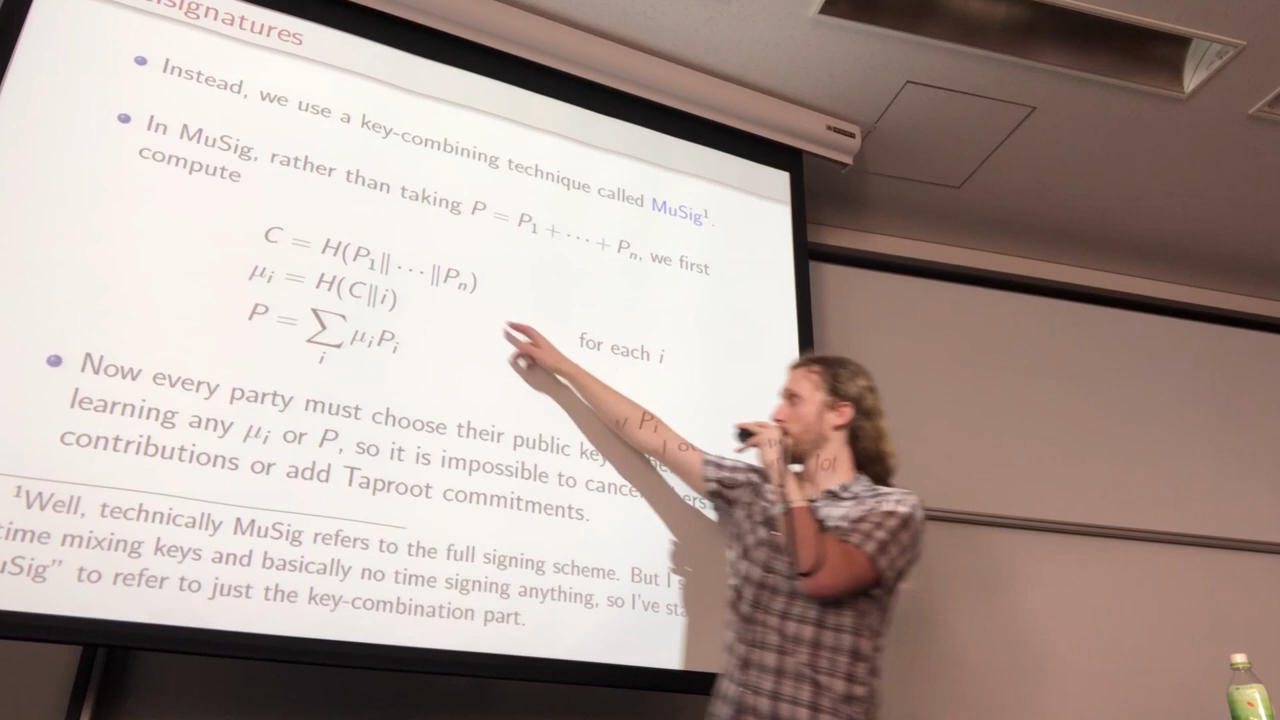 signatures
Instead, we use a key-combining technique called MuSig¹.
In MuSig, rather than taking P = P₁ + ··· + Pₙ, we first
compute
C = H(P₁‖ ··· ‖Pₙ)
μᵢ = H(C‖i) for each i
P = ∑ᵢ μᵢPᵢ
Now every party must choose their public key Pᵢ
learning any μᵢ or P, so it is impossible to cancel
contributions or add Taproot commitments.
¹Well, technically MuSig refers to the full signing scheme. But I
time mixing keys and basically no time signing anything, so I've
uSig" to refer to just the key-combination part.